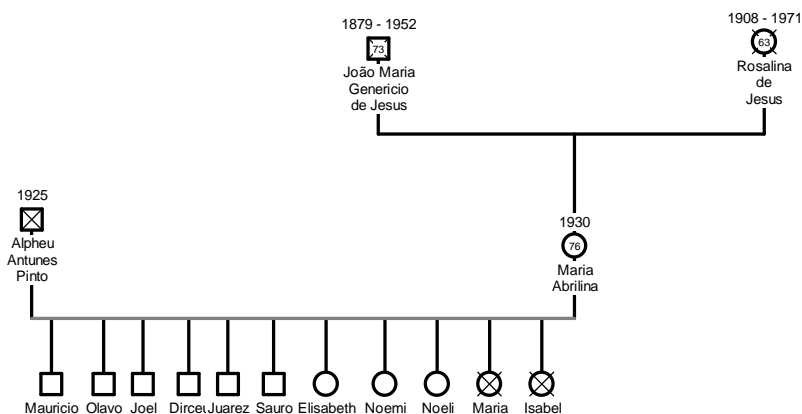 1879 - 1952
73
João Maria
Genericio
de Jesus
1908 - 1971
63
Rosalina
de
Jesus
1925
Alpheu
Antunes
Pinto
1930
76
Maria
Abrilina
Mauricio Olavo Joel Dirceu Juarez Sauro Elisabeth Noemi Noeli Maria Isabel